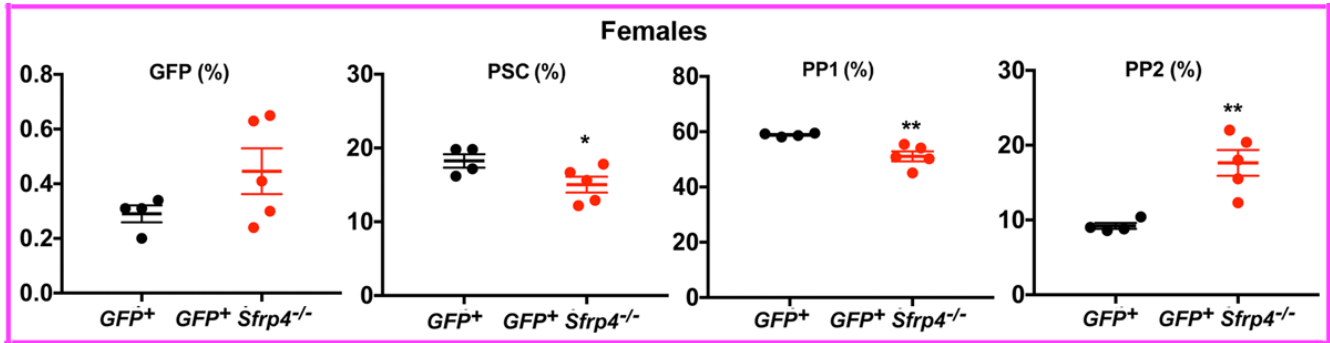 Females
GFP (%)
0.8
0.6
0.4
0.2
0.0
GFP+ GFP+ Sfrp4-/-
PSC (%)
30
20
10
0
*
GFP+ GFP+ Sfrp4-/-
PP1 (%)
80
60
40
20
0
**
GFP+ GFP+ Sfrp4-/-
PP2 (%)
30
20
10
0
**
GFP+ GFP+ Sfrp4-/-